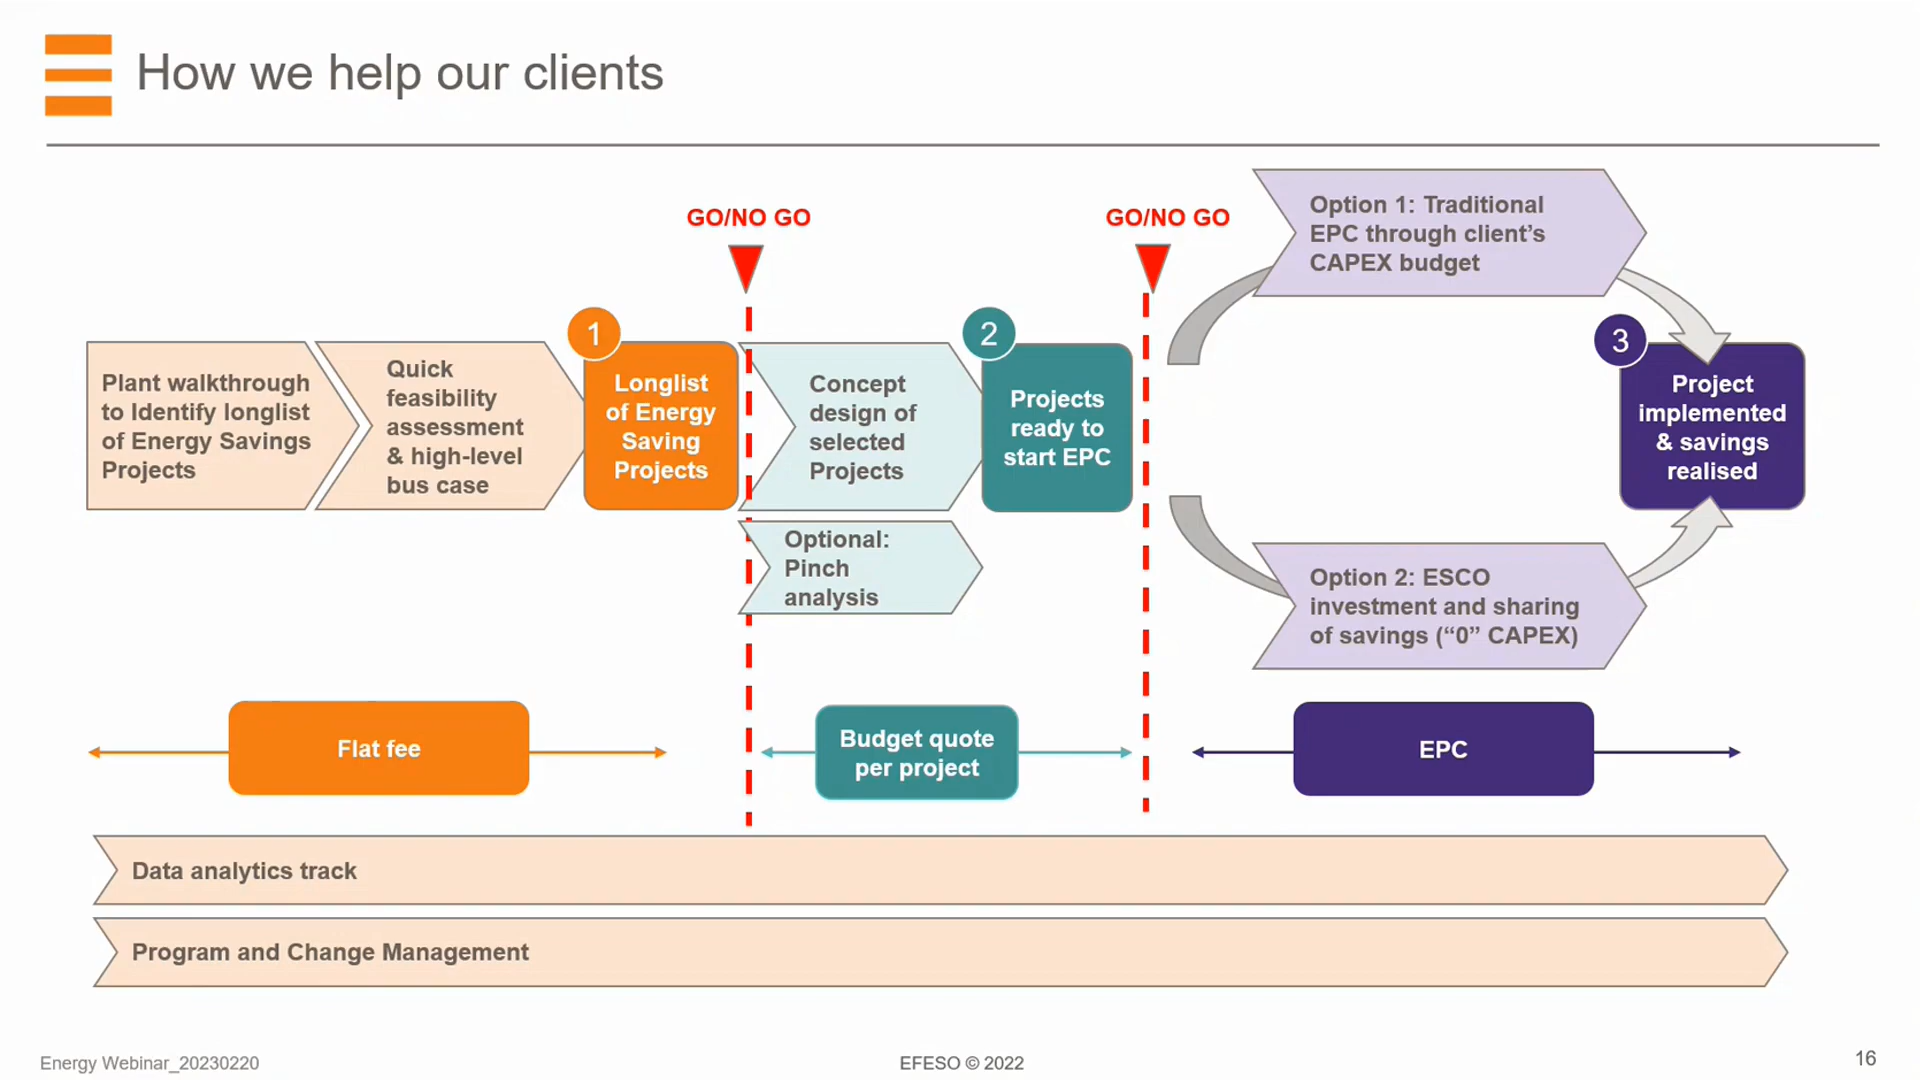 How we help our clients
GO/NO GO
GO/NO GO
Option 1: Traditional
EPC through client’s
CAPEX budget
1
2
3
Plant walkthrough
to Identify longlist
of Energy Savings
Projects
Quick
feasibility
assessment
& high-level
bus case
Longlist
of Energy
Saving
Projects
Concept
design of
selected
Projects
Projects
ready to
start EPC
Project
implemented
& savings
realised
Optional:
Pinch
analysis
Option 2: ESCO
investment and sharing
of savings (“0” CAPEX)
Flat fee
Budget quote
per project
EPC
Data analytics track
Program and Change Management
Energy Webinar_20230220
EFESO © 2022
16